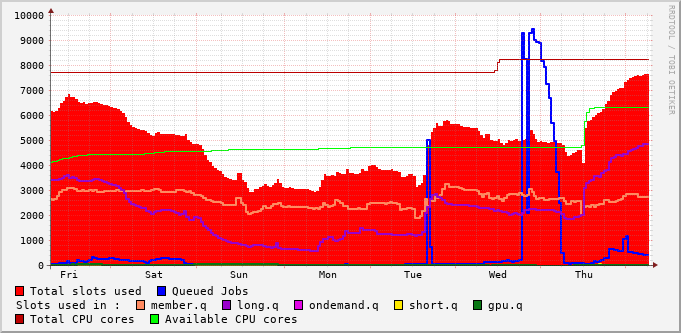 10000
9000
8000
7000
6000
5000
4000
3000
2000
1000
0
Fri Sat Sun Mon Tue Wed Thu
RRDTOOL / TOBI OETIKER
Total slots used Queued Jobs
Slots used in : member.q long.q ondemand.q short.q gpu.q
Total CPU cores Available CPU cores